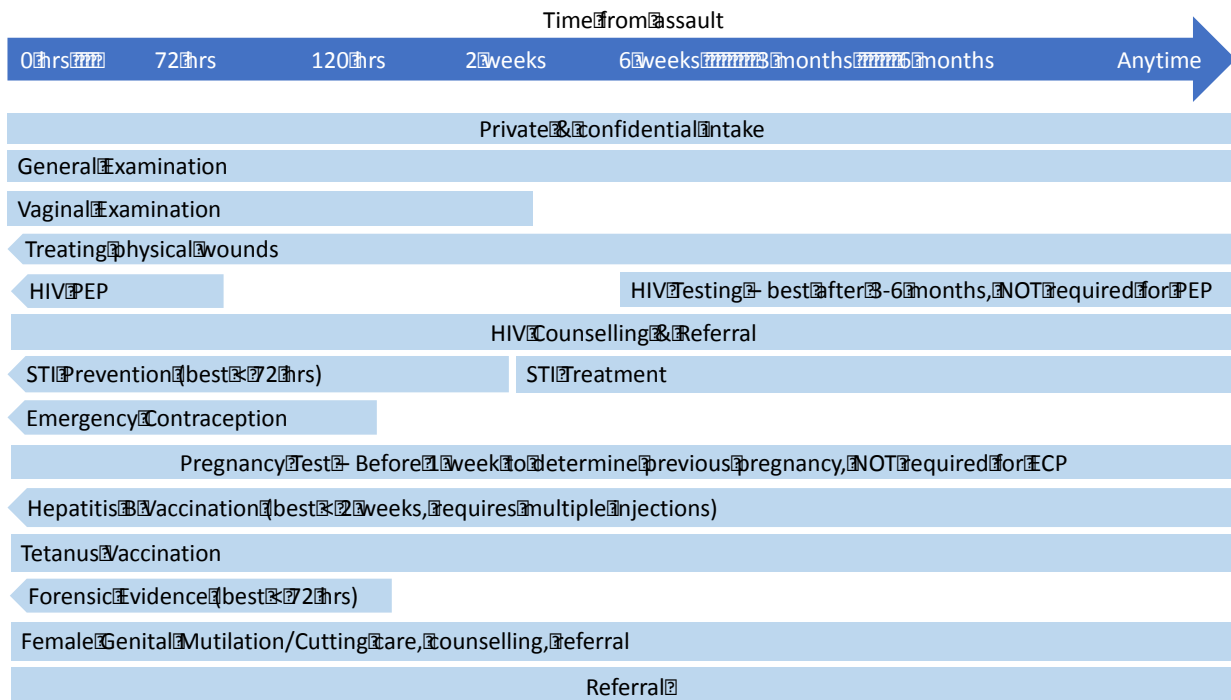 Time from assault
0 hrs 72 hrs 120 hrs 2 weeks 6 weeks 3 months 6 months Anytime
Private & confidential intake
General Examination
Vaginal Examination
Treating physical wounds
HIV PEP
HIV Testing – best after 3-6 months, NOT required for PEP
HIV Counselling & Referral
STI Prevention (best < 72 hrs)
STI Treatment
Emergency Contraception
Pregnancy Test – Before 1 week to determine previous pregnancy, NOT required for ECP
Hepatitis B Vaccination (best < 2 weeks, requires multiple injections)
Tetanus Vaccination
Forensic Evidence (best < 72 hrs)
Female Genital Mutilation/Cutting care, counselling, referral
Referral